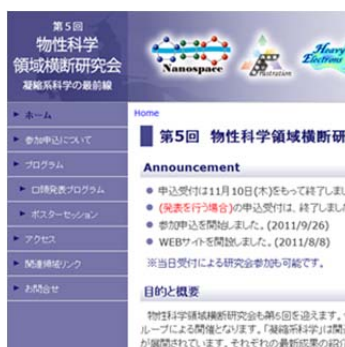 第5回
物性科学
領域横断研究会
凝縮系科学の最前線
Nanospace
Frustration
Heavy
Electrons
ホーム
参加申込について
プログラム
口頭発表プログラム
ポスターセッション
アクセス
関連領域リンク
お問合せ
Home
第5回 物性科学領域横断研
Announcement
申込受付は11月10日(木)をもって終了しまし
(発表を行う場合)の申込受付は、終了しまし
参加申込を開始しました。(2011/9/26)
WEBサイトを開設しました。(2011/8/8)
※当日受付による研究会参加も可能です。
目的と概要
物性科学領域横断研究会も第5回を迎えます。
ループによる開催となります。「凝縮系科学」は関連
が展開されています。それぞれの最新成果の紹介